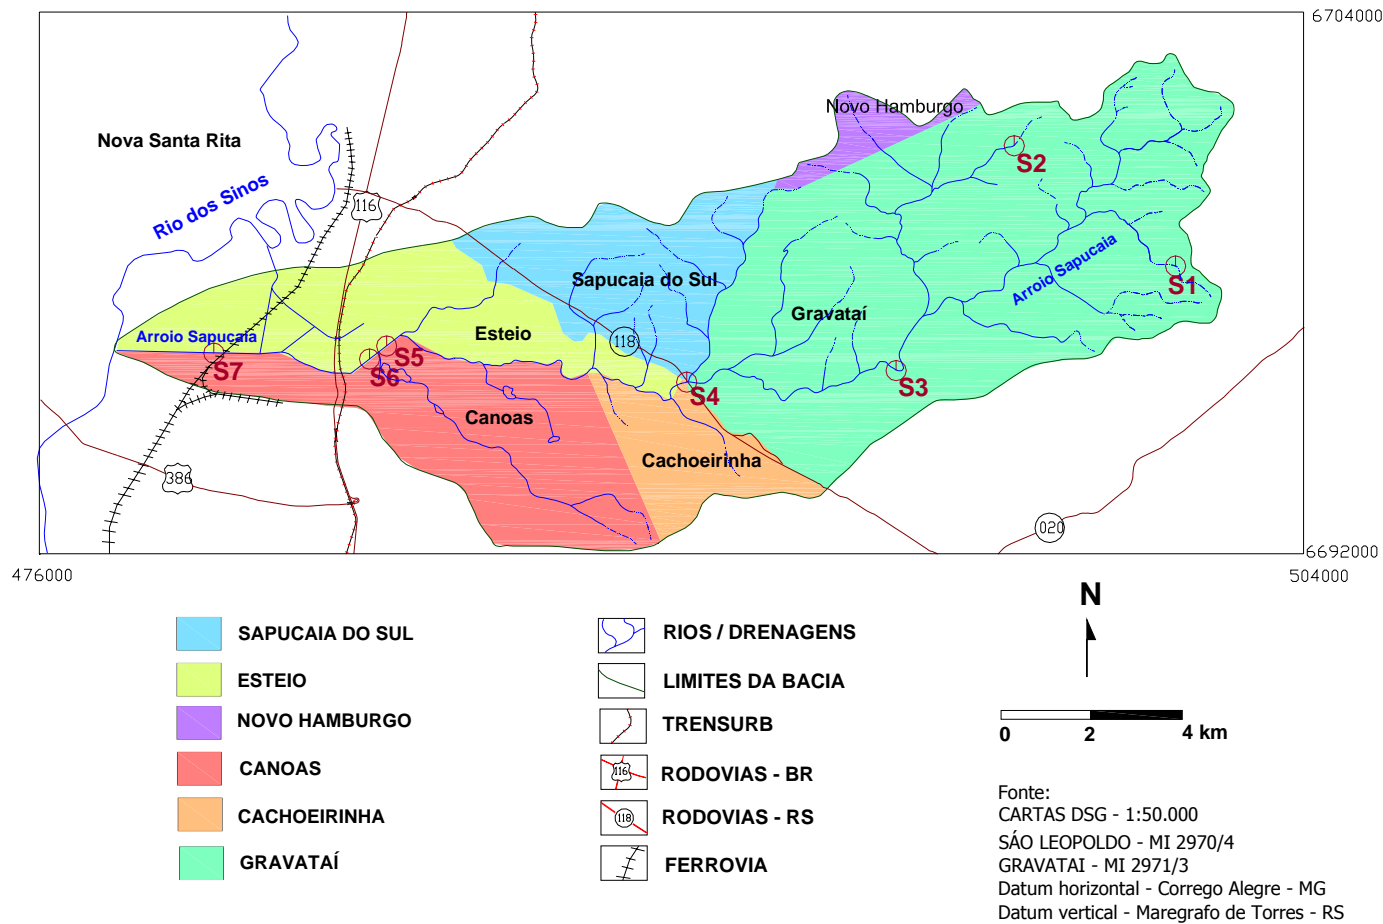 6704000
Novo Hamburgo
Nova Santa Rita
S2
Rio dos Sinos
116
Arroio Sapucaia
Sapucaia do Sul
S1
Gravataí
Arroio Sapucaia
Esteio
118
S5
S7
S6
S3
S4
Canoas
Cachoeirinha
386
020
6692000
476000
504000
N
SAPUCAIA DO SUL
RIOS / DRENAGENS
ESTEIO
LIMITES DA BACIA
NOVO HAMBURGO
TRENSURB
0 2 4 km
CANOAS
116
RODOVIAS - BR
CACHOEIRINHA
118
RODOVIAS - RS
GRAVATAÍ
FERROVIA
Fonte:
CARTAS DSG - 1:50.000
SÁO LEOPOLDO - MI 2970/4
GRAVATAI - MI 2971/3
Datum horizontal - Corrego Alegre - MG
Datum vertical - Maregrafo de Torres - RS